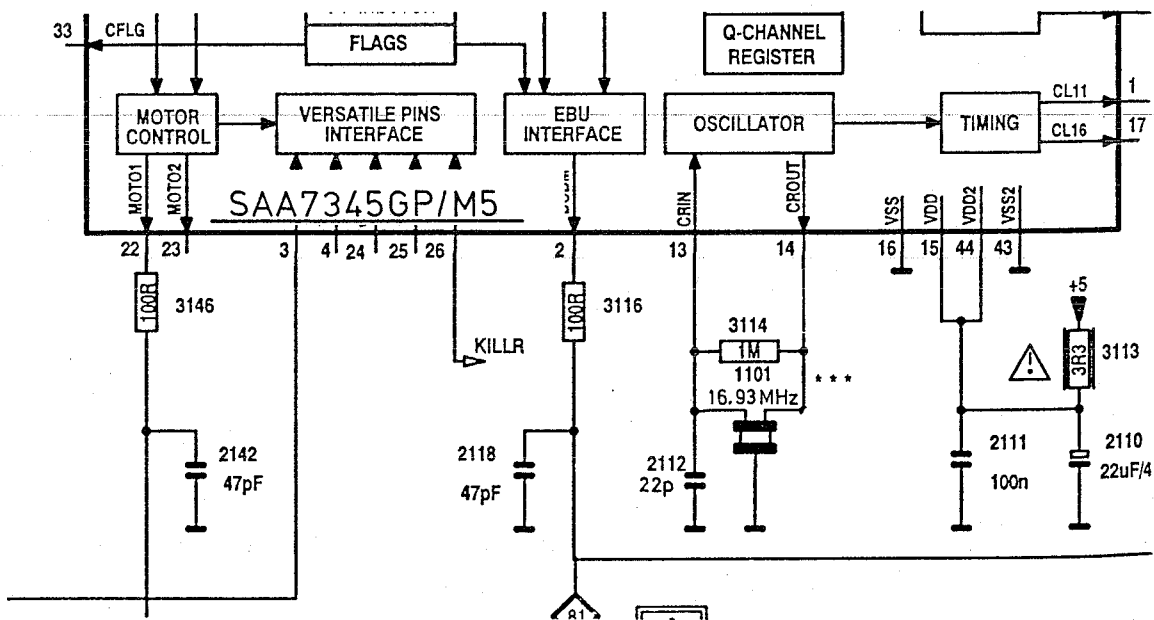 33
CFLG
FLAGS
Q-CHANNEL
REGISTER
MOTOR
CONTROL
VERSATILE PINS
INTERFACE
EBU
INTERFACE
OSCILLATOR
TIMING
CL11
1
CL16
17
MOTO1
MOTO2
SAA7345GP/M5
CRIN
CROUT
VSS
VDD
VDD2
VSS2
22
23
3
4
24
25
26
2
13
14
16
15
44
43
100R
3146
100R
3116
KILLR
3114
1M
1101
***
16.93MHz
+5
3R3
3113
2142
47pF
2118
47pF
2112
22p
2111
100n
2110
22uF/4
81